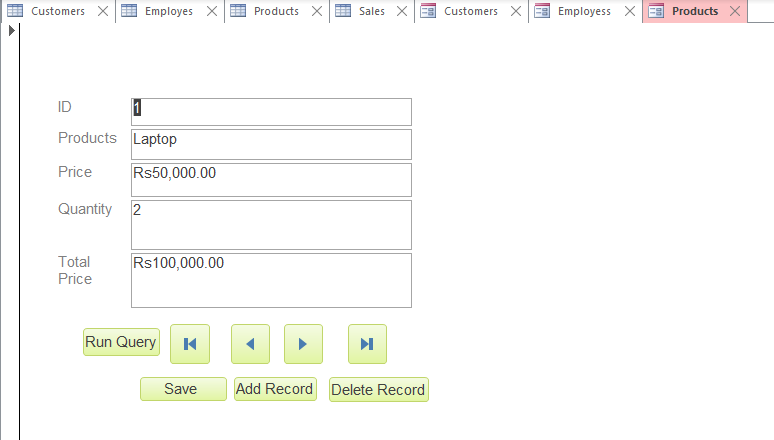 Customers Employes Products Sales Customers Employess Products
ID 1
Products Laptop
Price Rs50,000.00
Quantity 2
Total Price Rs100,000.00
Run Query
Save Add Record Delete Record